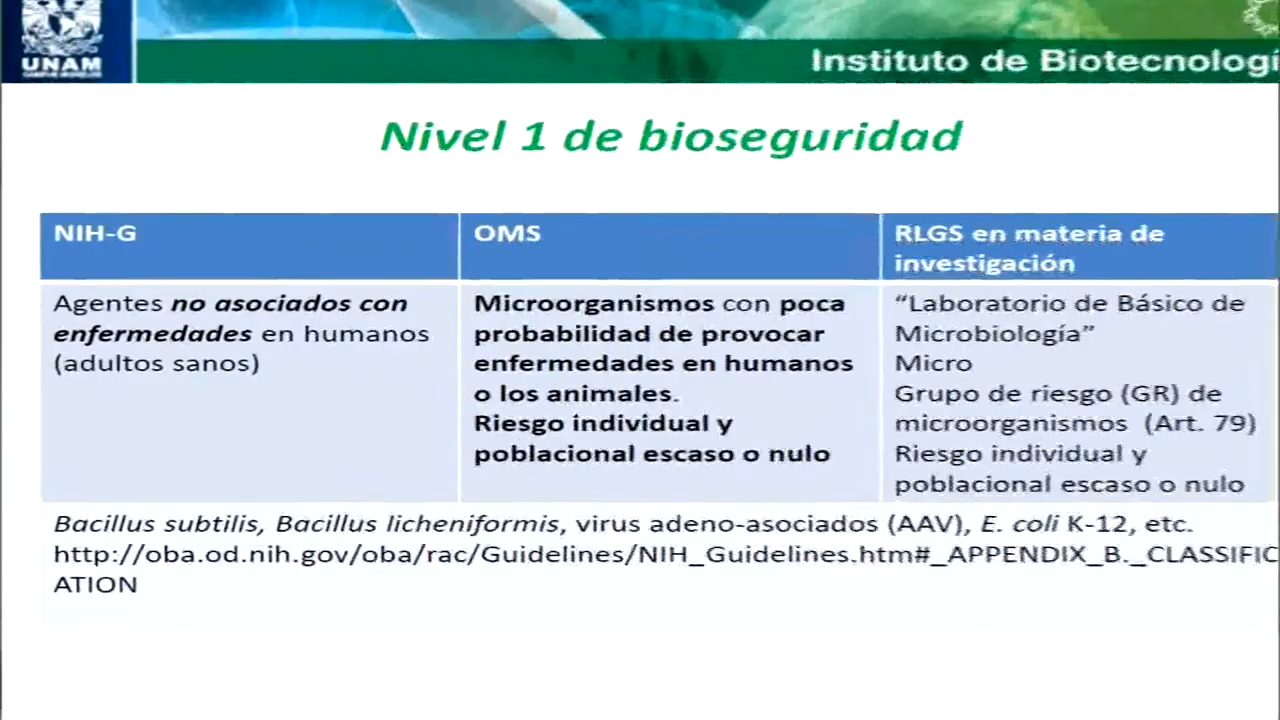 UNAM
Instituto de Biotecnologí
Nivel 1 de bioseguridad
NIH-G
OMS
RLGS en materia de
investigación
Agentes no asociados con
enfermedades en humanos
(adultos sanos)
Microorganismos con poca
probabilidad de provocar
enfermedades en humanos
o los animales.
Riesgo individual y
poblacional escaso o nulo
“Laboratorio de Básico de
Microbiología”
Micro
Grupo de riesgo (GR) de
microorganismos (Art. 79)
Riesgo individual y
poblacional escaso o nulo
Bacillus subtilis, Bacillus licheniformis, virus adeno-asociados (AAV), E. coli K-12, etc.
http://oba.od.nih.gov/oba/rac/Guidelines/NIH_Guidelines.htm#_APPENDIX_B._CLASSIFIC
ATION